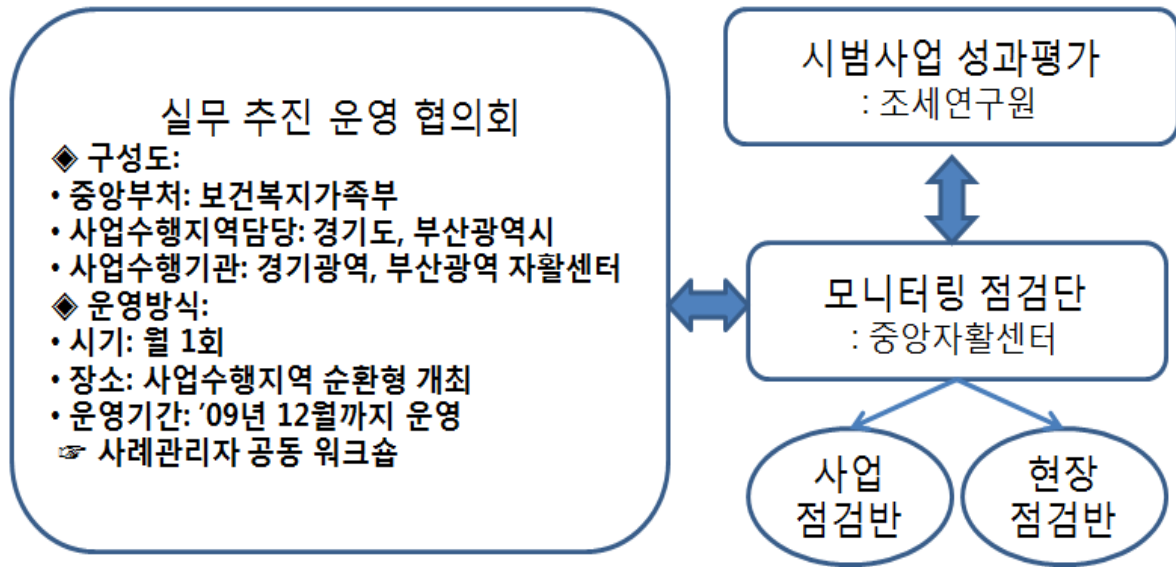 실무 추진 운영 협의회
◈ 구성도:
• 중앙부처: 보건복지가족부
• 사업수행지역담당: 경기도, 부산광역시
• 사업수행기관: 경기광역, 부산광역 자활센터
◈ 운영방식:
• 시기: 월 1회
• 장소: 사업수행지역 순환형 개최
• 운영기간: ’09년 12월까지 운영
☞ 사례관리자 공동 워크숍
시범사업 성과평가
: 조세연구원
모니터링 점검단
: 중앙자활센터
사업
점검반
현장
점검반